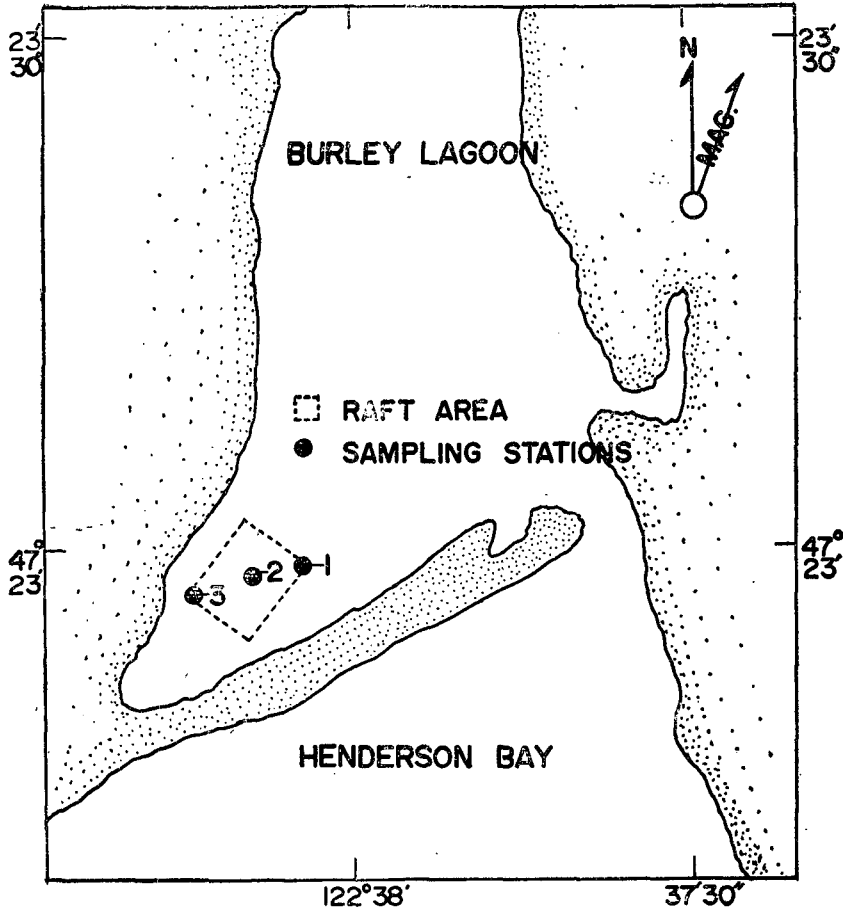 23'
30"
23'
30"
N
MAG.
BURLEY LAGOON
RAFT AREA
SAMPLING STATIONS
47°
23'
47°
23'
1
2
3
HENDERSON BAY
122°38'
37'30"